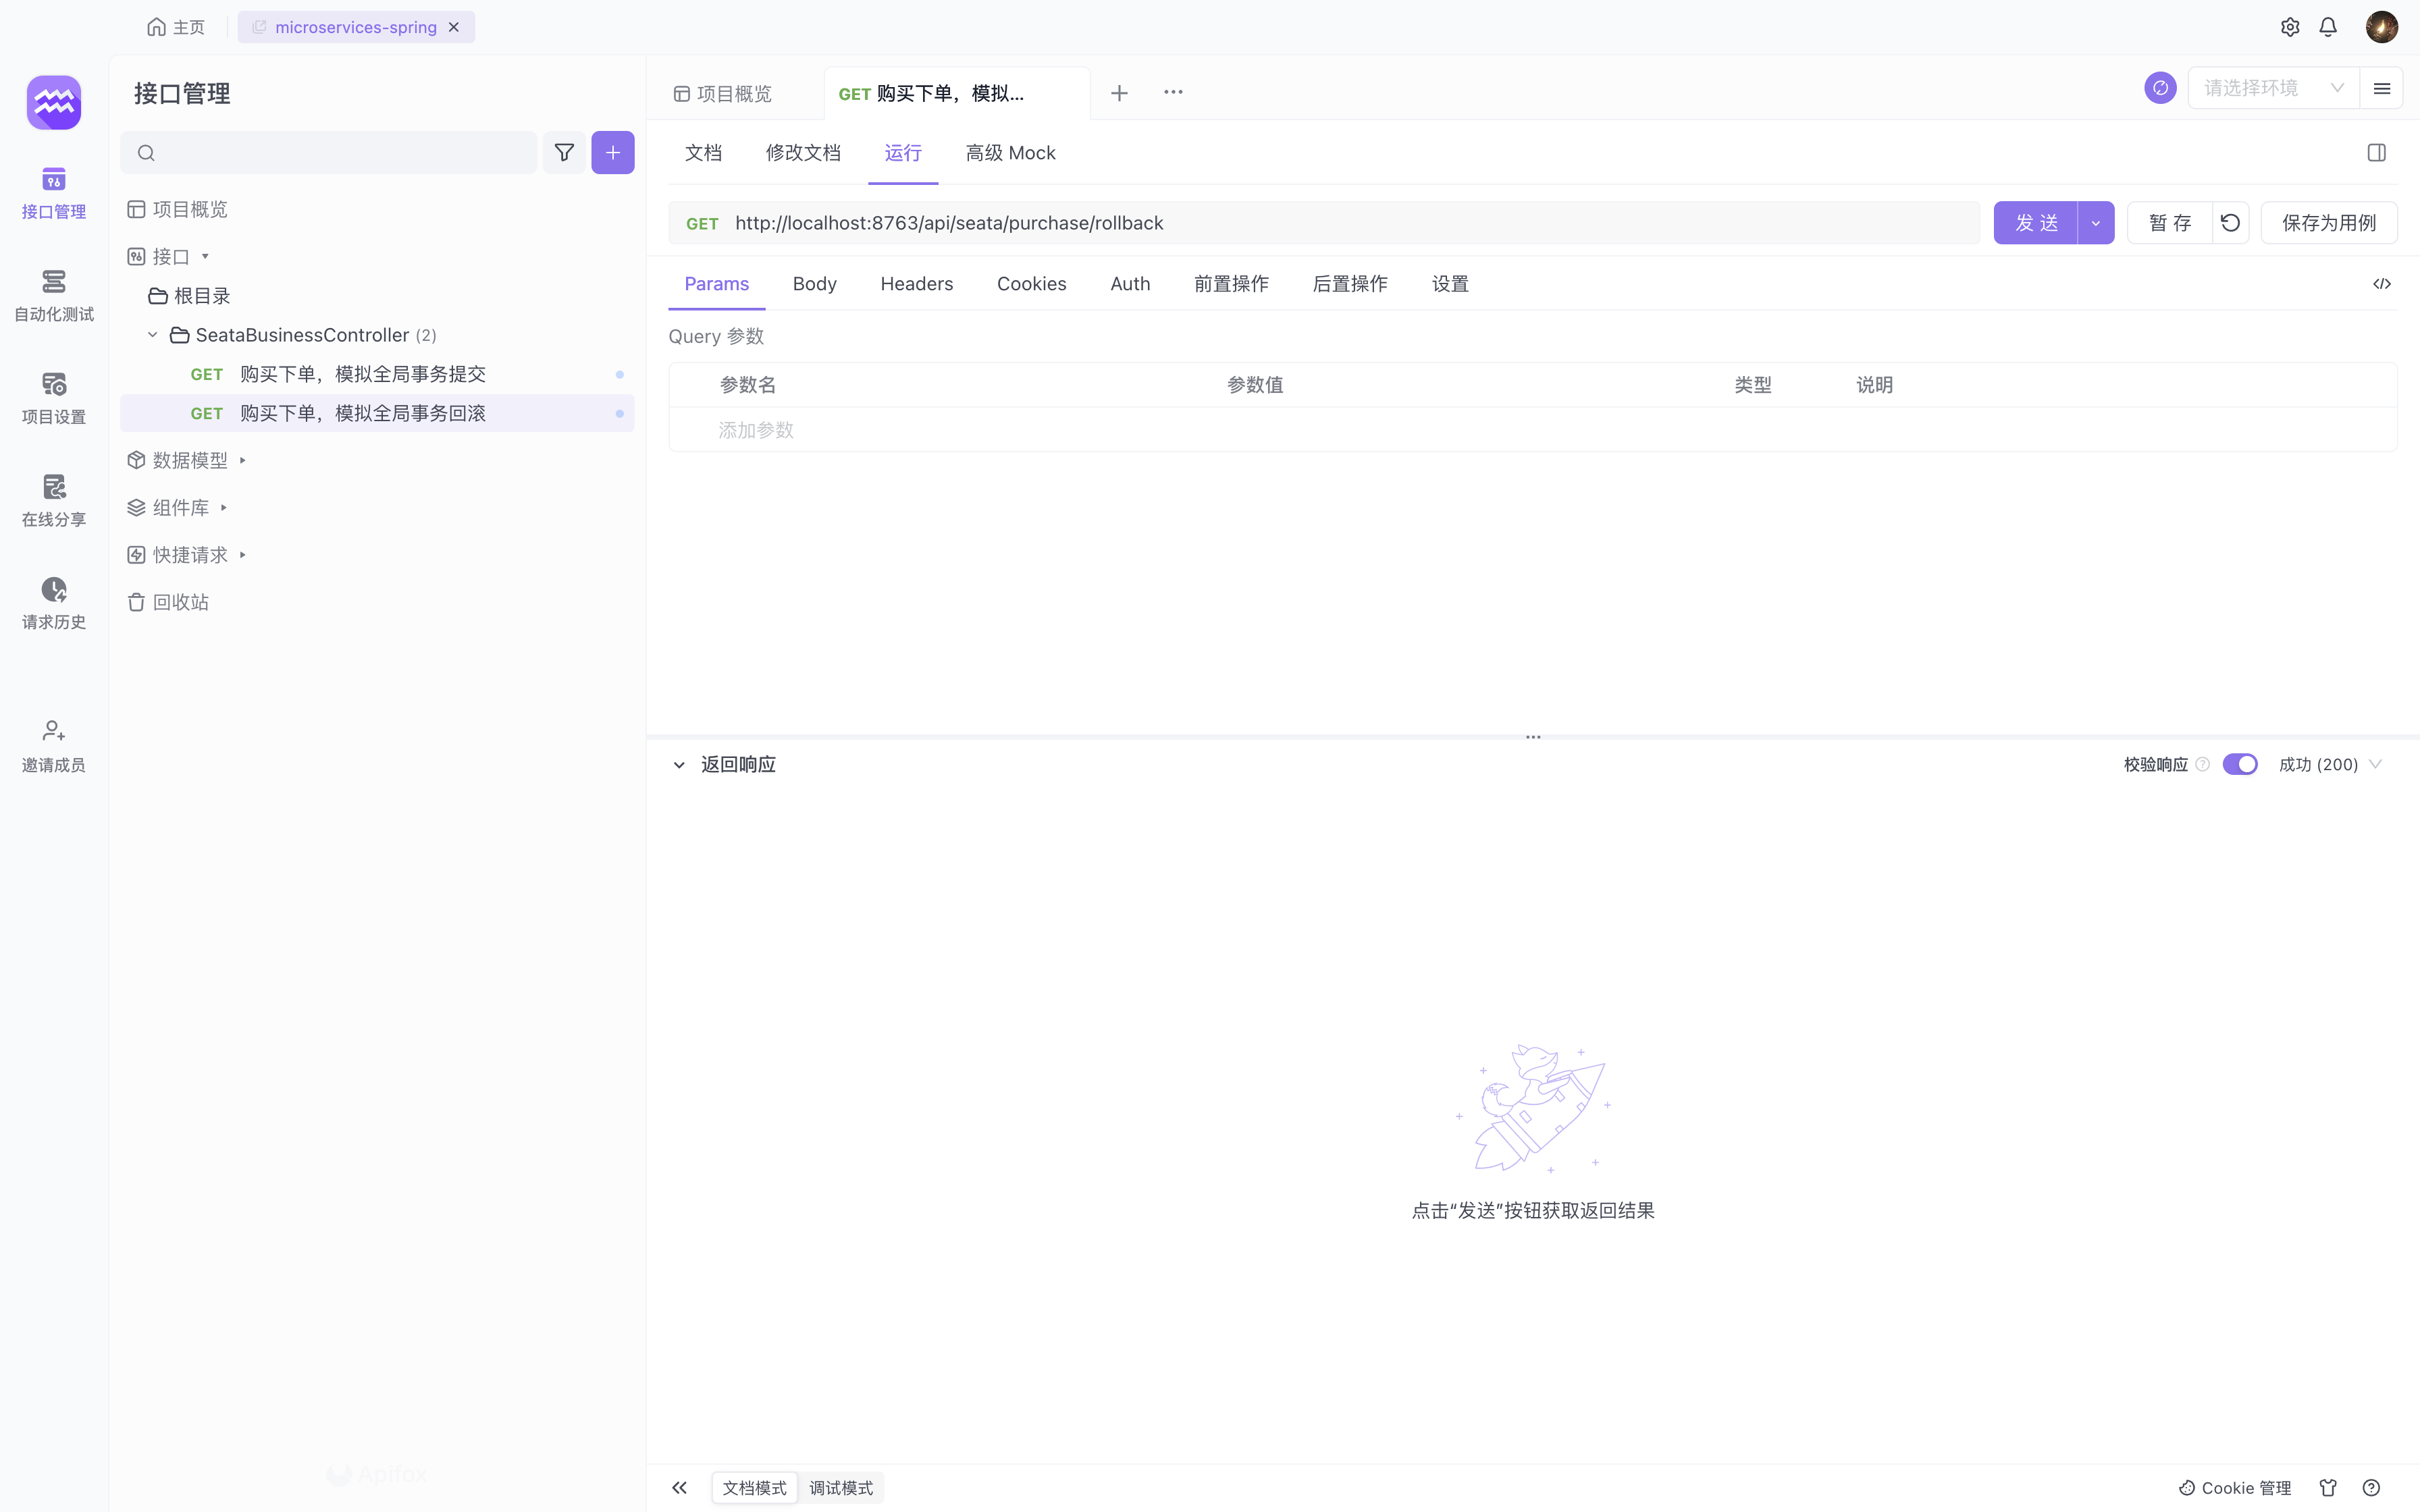 主页
microservices-spring
接口管理
项目概览
GET 购买下单，模拟...
请选择环境
接口管理
自动化测试
项目设置
在线分享
请求历史
邀请成员
项目概览
接口
根目录
SeataBusinessController (2)
GET 购买下单，模拟全局事务提交
GET 购买下单，模拟全局事务回滚
数据模型
组件库
快捷请求
回收站
Apifox
文档 修改文档 运行 高级 Mock
GET http://localhost:8763/api/seata/purchase/rollback
发送 暂存 保存为用例
Params Body Headers Cookies Auth 前置操作 后置操作 设置
Query 参数
参数名 参数值 类型 说明
添加参数
返回响应
校验响应 成功 (200)
点击“发送”按钮获取返回结果
文档模式 调试模式
Cookie 管理